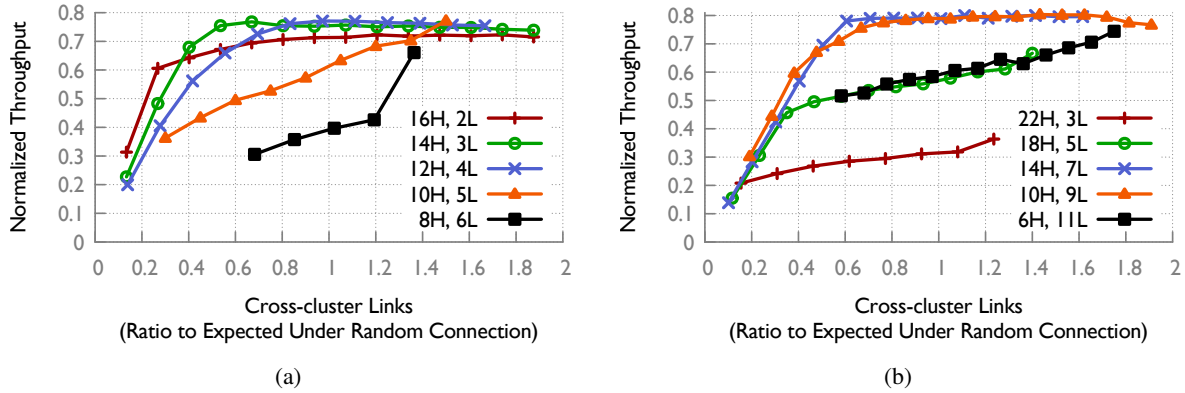 Normalized Throughput
0.8
0.7
0.6
0.5
0.4
0.3
0.2
0.1
0
16H, 2L
14H, 3L
12H, 4L
10H, 5L
8H, 6L
0 0.2 0.4 0.6 0.8 1 1.2 1.4 1.6 1.8 2
Cross-cluster Links
(Ratio to Expected Under Random Connection)
(a)
Normalized Throughput
0.8
0.7
0.6
0.5
0.4
0.3
0.2
0.1
0
22H, 3L
18H, 5L
14H, 7L
10H, 9L
6H, 11L
0 0.2 0.4 0.6 0.8 1 1.2 1.4 1.6 1.8 2
Cross-cluster Links
(Ratio to Expected Under Random Connection)
(b)